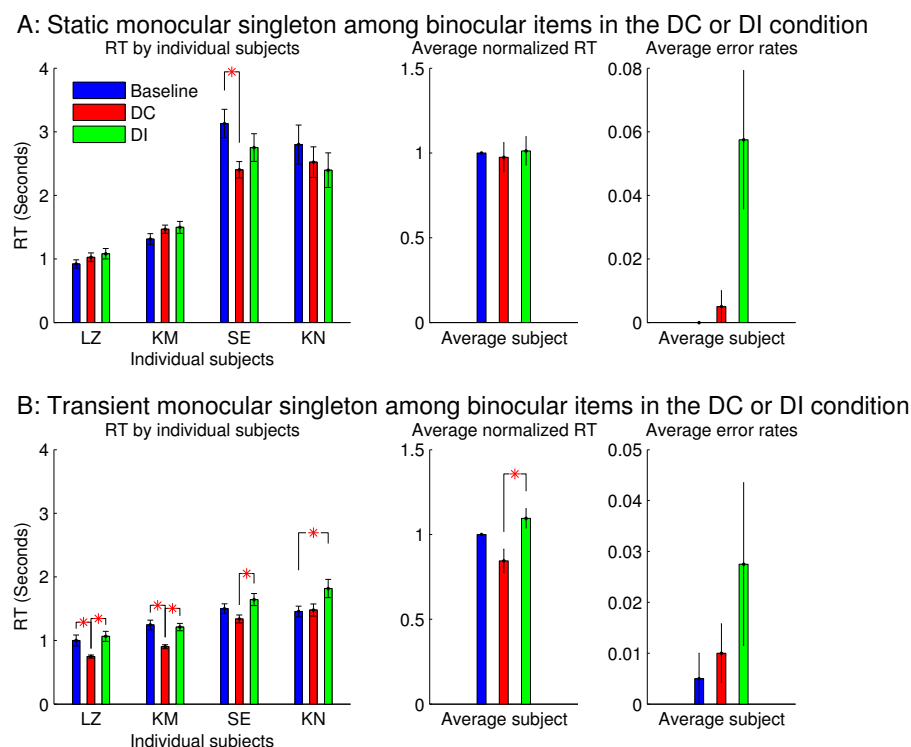 A: Static monocular singleton among binocular items in the DC or DI condition
RT by individual subjects
Average normalized RT
Average error rates
4
3
2
1
0
RT (Seconds)
Baseline
DC
DI
LZ KM SE KN
Individual subjects
1.5
1
0.5
0
Average subject
0.08
0.06
0.04
0.02
0
Average subject
B: Transient monocular singleton among binocular items in the DC or DI condition
RT by individual subjects
Average normalized RT
Average error rates
4
3
2
1
0
RT (Seconds)
LZ KM SE KN
Individual subjects
1.5
1
0.5
0
Average subject
0.05
0.04
0.03
0.02
0.01
0
Average subject